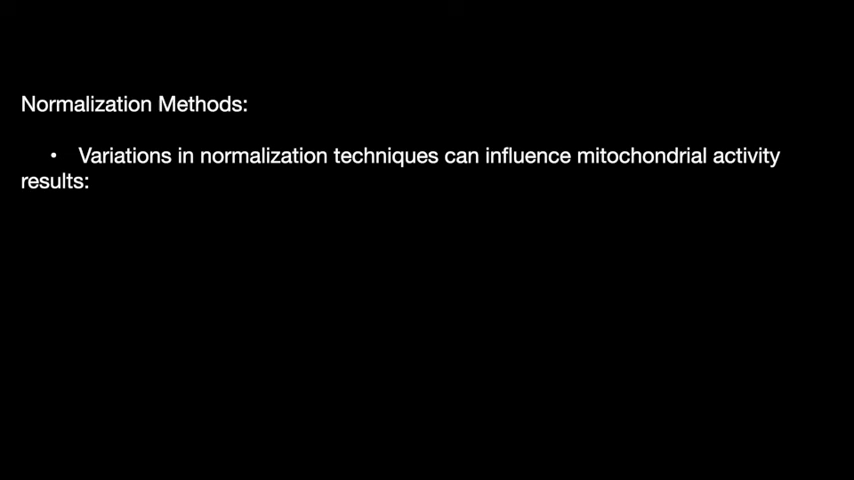 Normalization Methods:
• Variations in normalization techniques can influence mitochondrial activity
results: